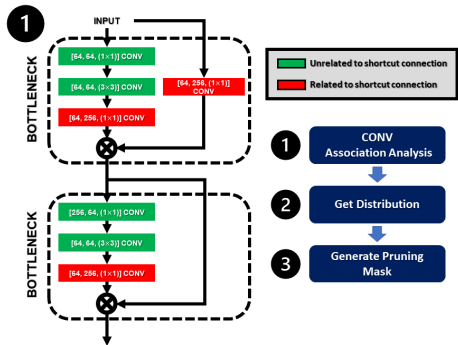 1
INPUT
BOTTLENECK
[64, 64, (1×1)] CONV
[64, 64, (3×3)] CONV
[64, 256, (1×1)] CONV
[64, 256, (1×1)]
CONV
BOTTLENECK
[256, 64, (1×1)] CONV
[64, 64, (3×3)] CONV
[64, 256, (1×1)] CONV
Unrelated to shortcut connection
Related to shortcut connection
1
CONV
Association Analysis
2
Get Distribution
3
Generate Pruning
Mask